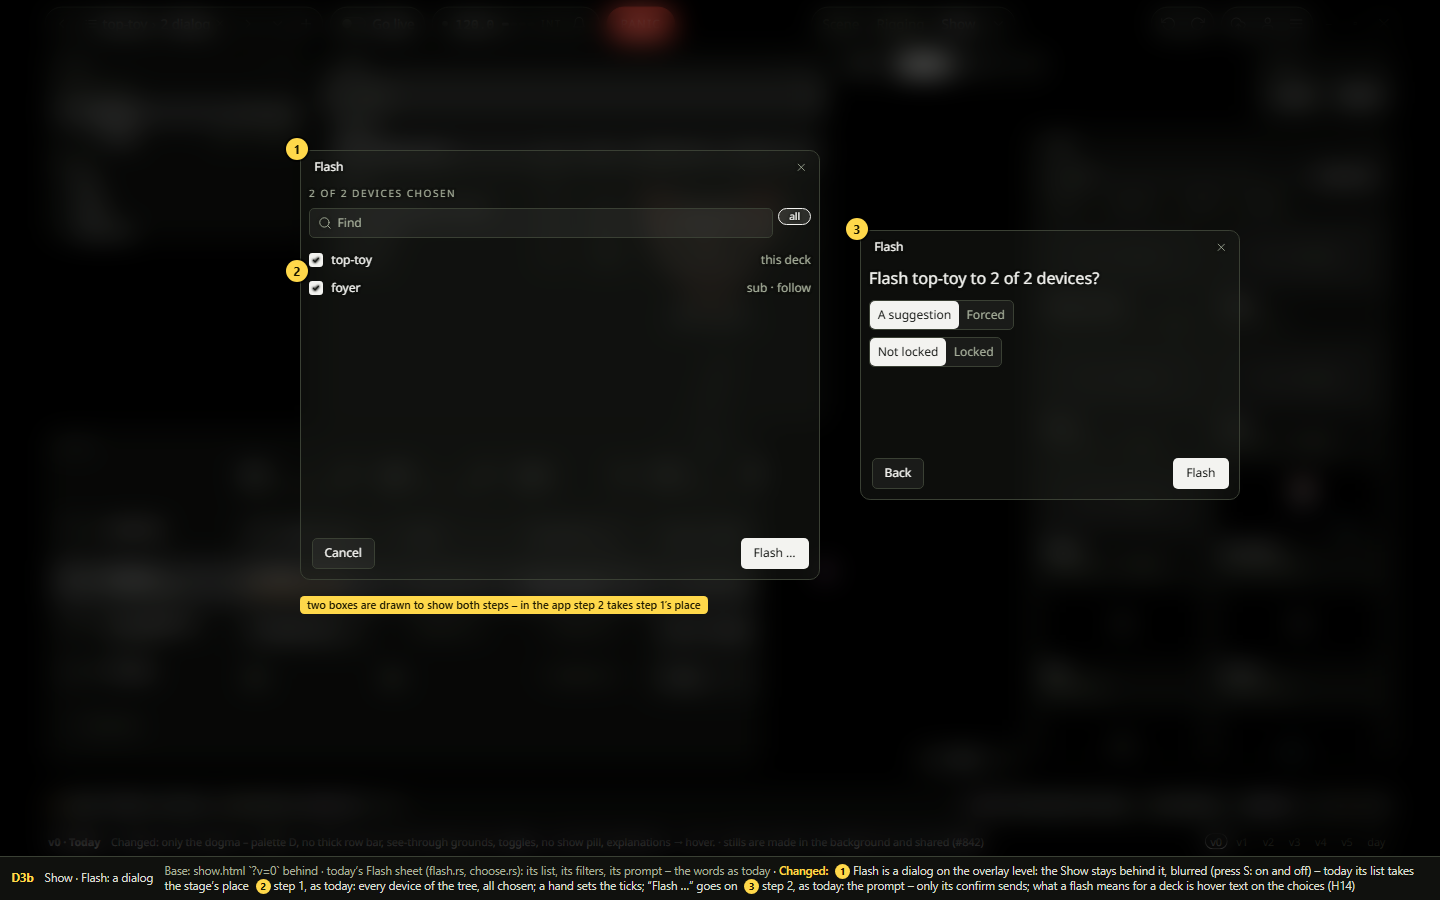 1
Flash
2 OF 2 DEVICES CHOSEN
Find
all
2
top-toy
this deck
foyer
sub · follow
Cancel
Flash ...
two boxes are drawn to show both steps – in the app step 2 takes step 1's place
3
Flash
Flash top-toy to 2 of 2 devices?
A suggestion
Forced
Not locked
Locked
Back
Flash
v0 · Today Changed: only the dogma – palette D, no thick row bar, see-through grounds, toggles, no show pill, explanations → hover. · stills are made in the background and shared (#842)
v0 v1 v2 v3 v4 v5 day
D3b Show · Flash: a dialog
Base: show.html `?v=0` behind · today's Flash sheet (flash.rs, choose.rs): its list, its filters, its prompt – the words as today · Changed: 1 Flash is a dialog on the overlay level: the Show stays behind it, blurred (press S: on and off) – today its list takes
the stage's place 2 step 1, as today: every device of the tree, all chosen; a hand sets the ticks; “Flash ...” goes on 3 step 2, as today: the prompt – only its confirm sends; what a flash means for a deck is hover text on the choices (H14)